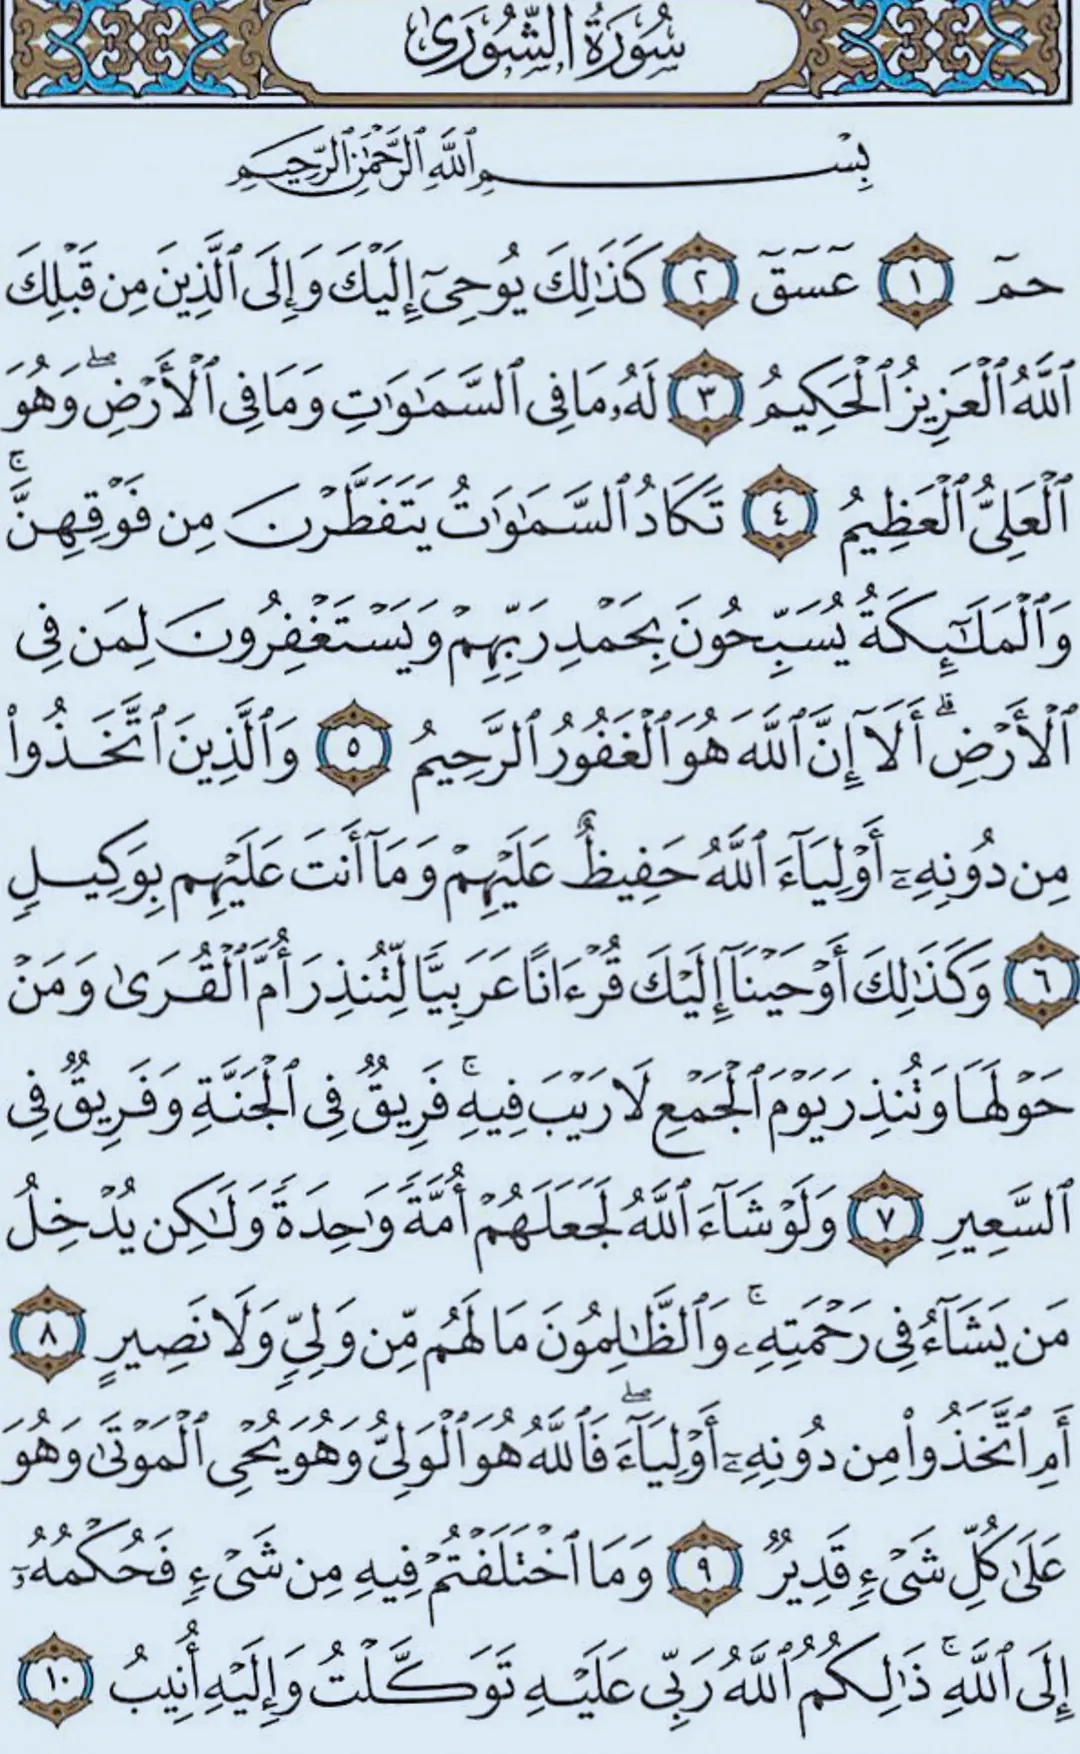 سُورَةُ الشُّورَىٰ
بِسْمِ ٱللَّهِ ٱلرَّحْمَٰنِ ٱلرَّحِيمِ
حمٓ ١ عٓسٓقٓ ٢ كَذَٰلِكَ يُوحِىٓ إِلَيْكَ وَإِلَى ٱلَّذِينَ مِن قَبْلِكَ
ٱللَّهُ ٱلْعَزِيزُ ٱلْحَكِيمُ ٣ لَهُۥ مَا فِى ٱلسَّمَٰوَٰتِ وَمَا فِى ٱلْأَرْضِ ۖ وَهُوَ
ٱلْعَلِىُّ ٱلْعَظِيمُ ٤ تَكَادُ ٱلسَّمَٰوَٰتُ يَتَفَطَّرْنَ مِن فَوْقِهِنَّ ۚ
وَٱلْمَلَٰٓئِكَةُ يُسَبِّحُونَ بِحَمْدِ رَبِّهِمْ وَيَسْتَغْفِرُونَ لِمَن فِى
ٱلْأَرْضِ ۗ أَلَآ إِنَّ ٱللَّهَ هُوَ ٱلْغَفُورُ ٱلرَّحِيمُ ٥ وَٱلَّذِينَ ٱتَّخَذُوا۟
مِن دُونِهِۦٓ أَوْلِيَآءَ ٱللَّهُ حَفِيظٌ عَلَيْهِمْ وَمَآ أَنتَ عَلَيْهِم بِوَكِيلٍ
٦ وَكَذَٰلِكَ أَوْحَيْنَآ إِلَيْكَ قُرْءَانًا عَرَبِيًّا لِّتُنذِرَ أُمَّ ٱلْقُرَىٰ وَمَنْ
حَوْلَهَا وَتُنذِرَ يَوْمَ ٱلْجَمْعِ لَا رَيْبَ فِيهِ ۚ فَرِيقٌ فِى ٱلْجَنَّةِ وَفَرِيقٌ فِى
ٱلسَّعِيرِ ٧ وَلَوْ شَآءَ ٱللَّهُ لَجَعَلَهُمْ أُمَّةً وَٰحِدَةً وَلَٰكِن يُدْخِلُ
مَن يَشَآءُ فِى رَحْمَتِهِۦ ۚ وَٱلظَّٰلِمُونَ مَا لَهُم مِّن وَلِىٍّ وَلَا نَصِيرٍ ٨
أَمِ ٱتَّخَذُوا۟ مِن دُونِهِۦٓ أَوْلِيَآءَ ۖ فَٱللَّهُ هُوَ ٱلْوَلِىُّ وَهُوَ يُحْىِ ٱلْمَوْتَىٰ وَهُوَ
عَلَىٰ كُلِّ شَىْءٍ قَدِيرٌ ٩ وَمَا ٱخْتَلَفْتُمْ فِيهِ مِن شَىْءٍ فَحُكْمُهُۥٓ
إِلَى ٱللَّهِ ۚ ذَٰلِكُمُ ٱللَّهُ رَبِّى عَلَيْهِ تَوَكَّلْتُ وَإِلَيْهِ أُنِيبُ ١٠